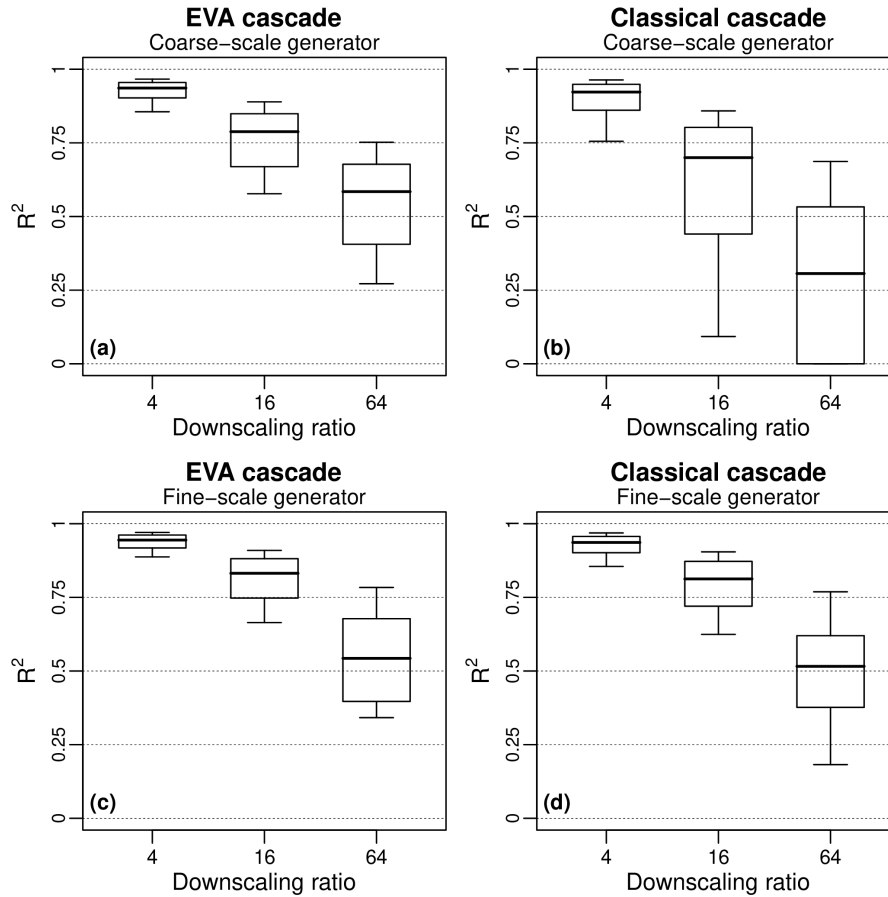 EVA cascade
Coarse−scale generator
R2
1
0.75
0.5
0.25
0
(a)
4 16 64
Downscaling ratio
Classical cascade
Coarse−scale generator
R2
1
0.75
0.5
0.25
0
(b)
4 16 64
Downscaling ratio
EVA cascade
Fine−scale generator
R2
1
0.75
0.5
0.25
0
(c)
4 16 64
Downscaling ratio
Classical cascade
Fine−scale generator
R2
1
0.75
0.5
0.25
0
(d)
4 16 64
Downscaling ratio